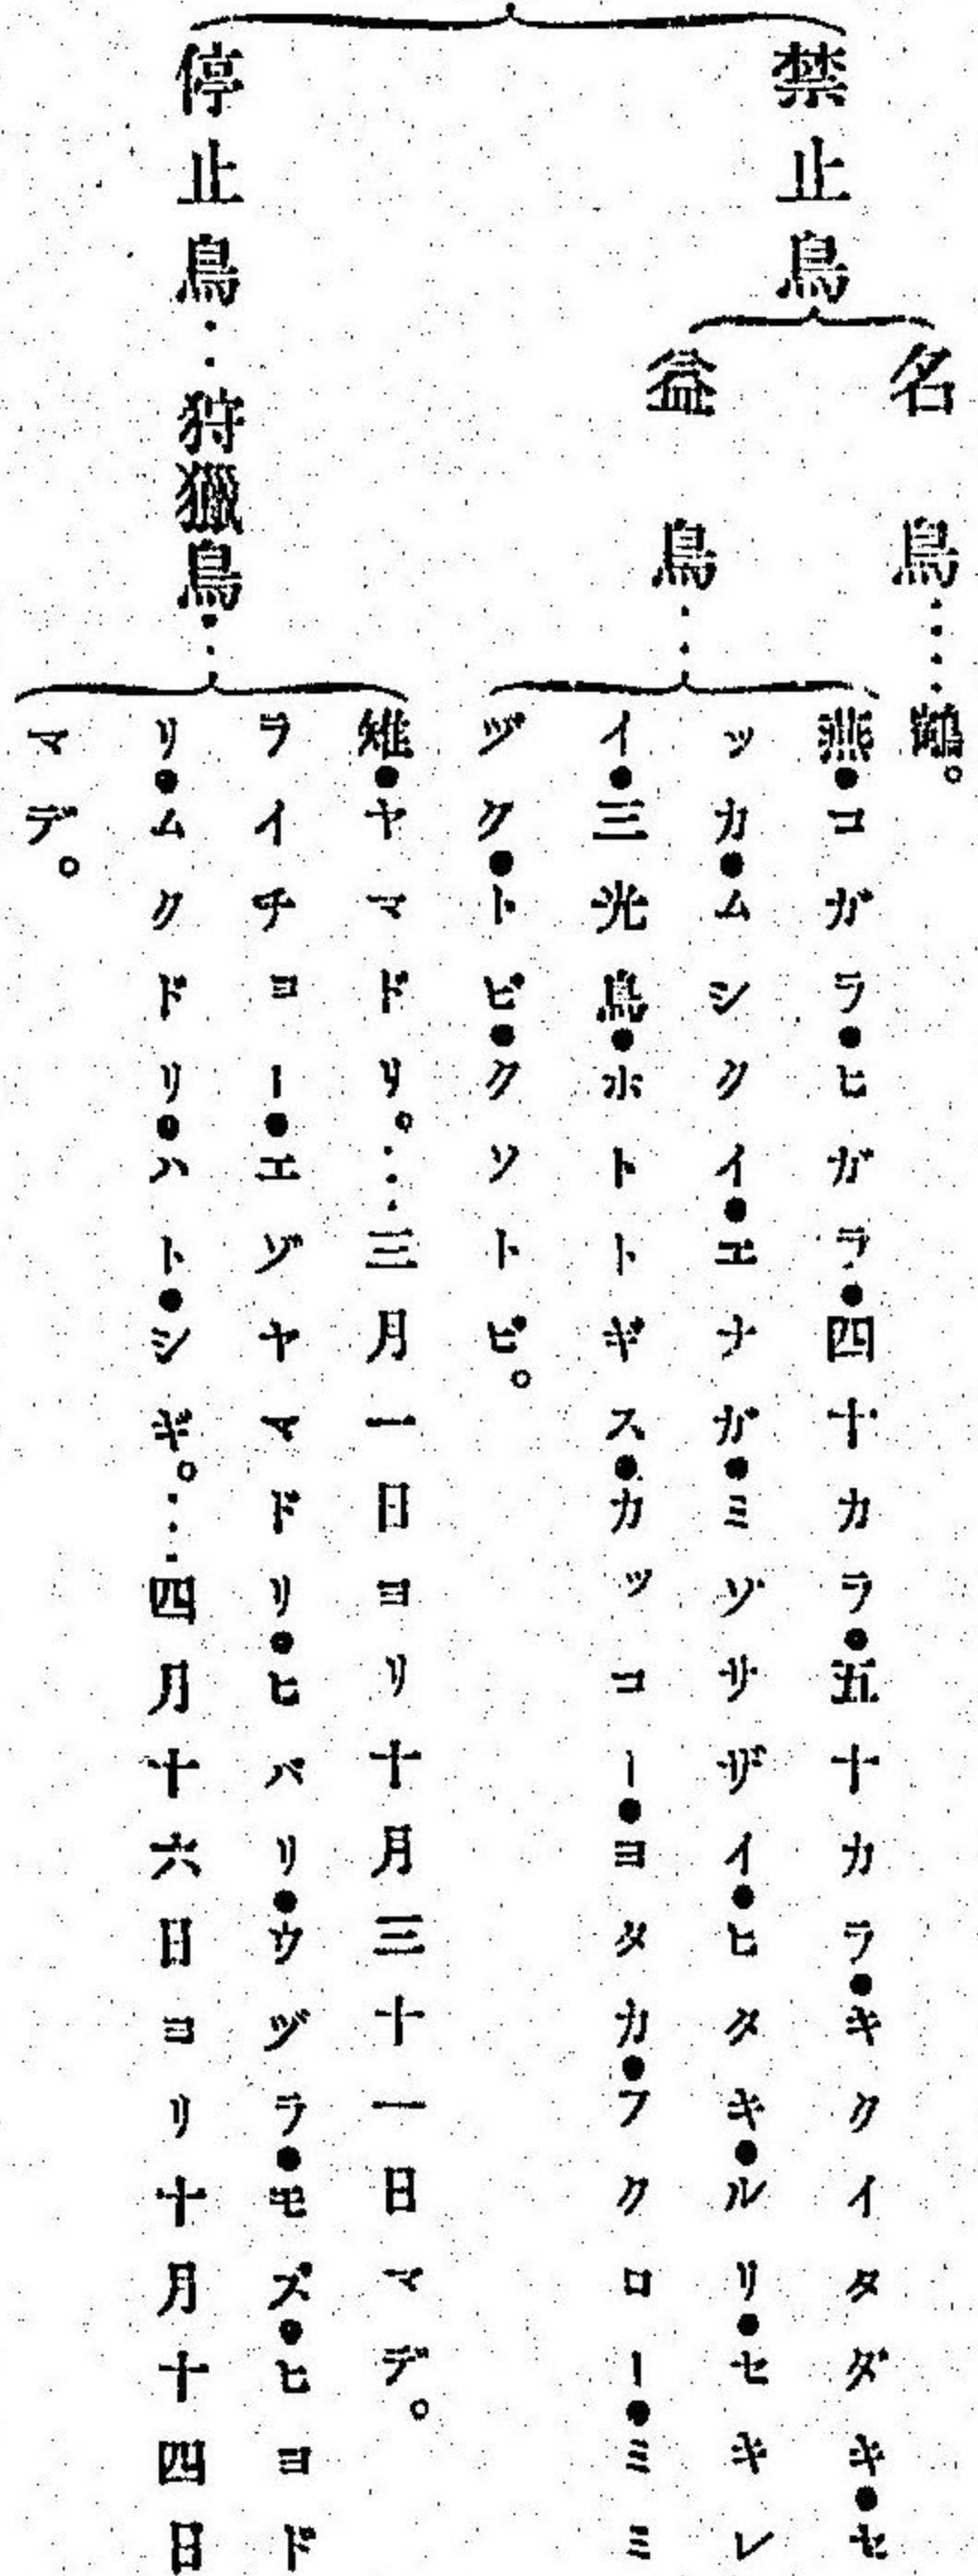 禁止鳥
名鳥……鶴。
益鳥…
燕●コガラ●ヒガラ●四十カラ●五十カラ●キクイタダキ●セ
ッカ●ムシクイ●エナガ●ミソサザイ●ヒタキ●ルリ●セキレ
イ●三光鳥●ホトトギス●カッコー●ヨタカ●フクロー●ミミ
ヅク●トビ●クソトビ。
停止鳥‥狩獵鳥…
雉●ヤマドリ。…三月一日ヨリ十月三十一日マデ。
ライチヨー●エゾヤマドリ●ヒバリ●ウヅラ●モズ●ヒヨド
リ●ムクドリ●ハト●シギ。…四月十六日ヨリ十月十四日
マデ。